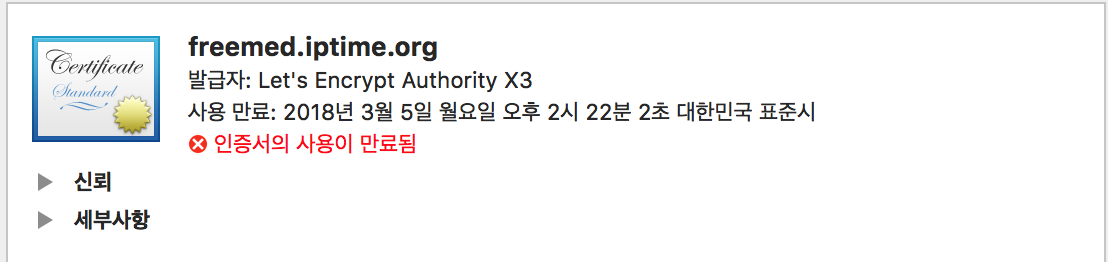 Certificate
Standard
freemed.iptime.org
발급자: Let's Encrypt Authority X3
사용 만료: 2018년 3월 5일 월요일 오후 2시 22분 2초 대한민국 표준시
인증서의 사용이 만료됨
신뢰
세부사항